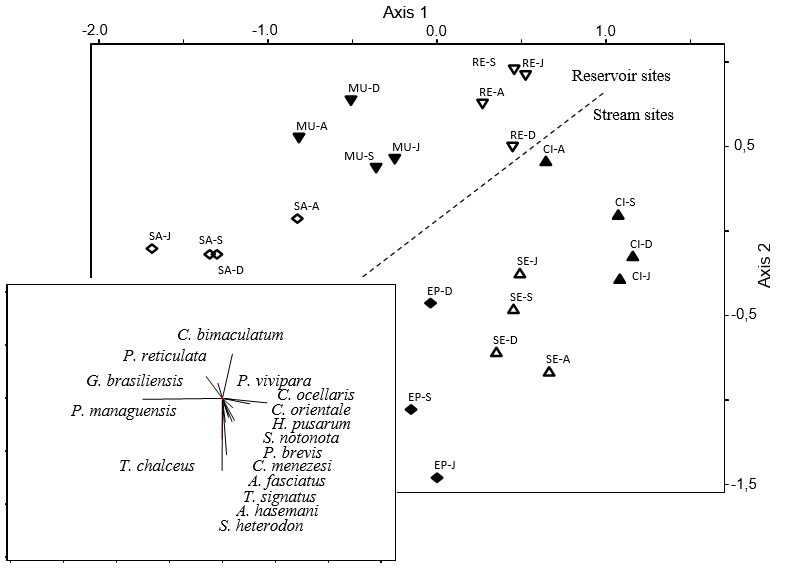 Axis 1
-2.0 -1.0 0.0 1.0
RE-S RE-J
Reservoir sites
MU-D RE-A
Stream sites
MU-A
RE-D
0,5
MU-J
CI-A
MU-S
SA-A
CI-S
SA-J SA-S
CI-D
Axis 2
SE-J
SA-D
CI-J
EP-D
SE-S
-0,5
SE-D
SE-A
EP-S
EP-J
-1,5
C. bimaculatum
P. reticulata
G. brasiliensis P. vivipara
C. ocellaris
P. managuensis C. orientale
H. pusarum
S. notonota
P. brevis
T. chalceus C. menezesi
A. fasciatus
T. signatus
A. hasemani
S. heterodon